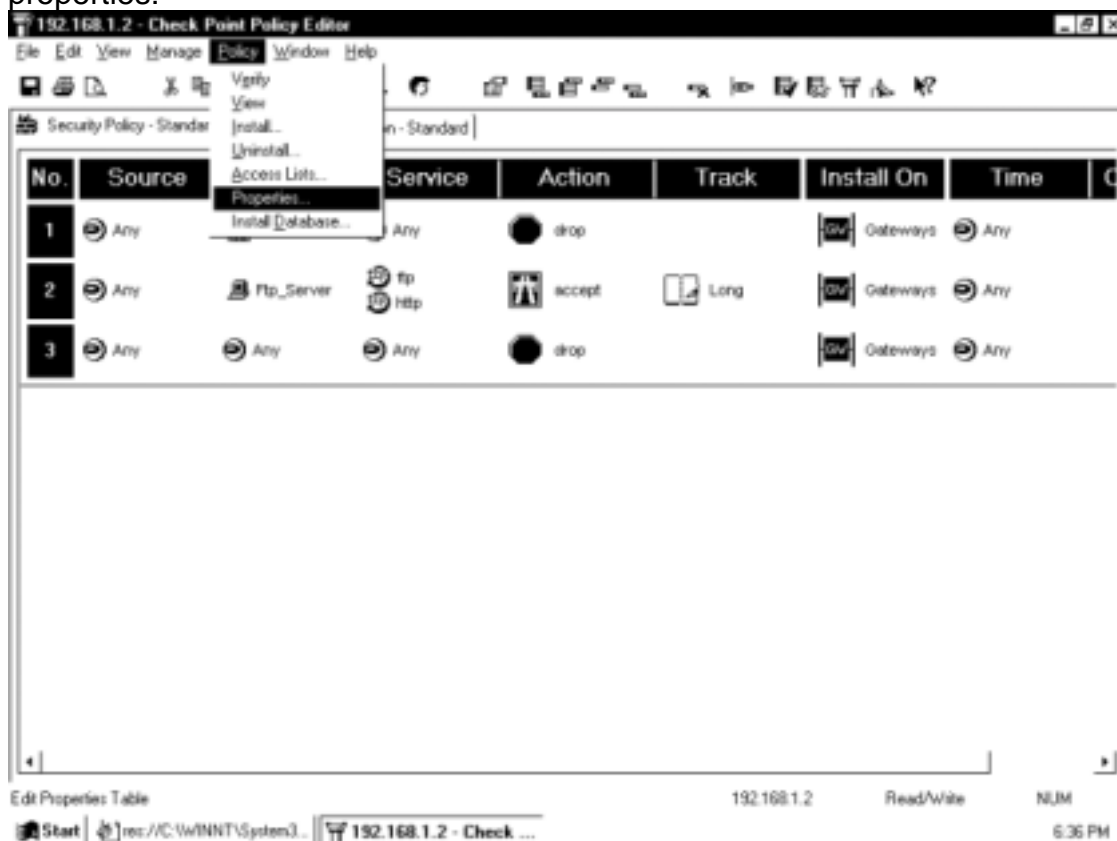 properties.
192.168.1.2 - Check Point Policy Editor
File Edit View Manage Policy Window Help
Verify
View
Install...
Uninstall...
Access Lists...
Properties...
Install Database...
Security Policy - Standar
n - Standard
No. Source Service Action Track Install On Time
1 Any Any drop Gateways Any
2 Any Ftp_Server ftp http accept Long Gateways Any
3 Any Any Any drop Gateways Any
Edit Properties Table 192.168.1.2 Read/Write NUM
Start res://C:\WINNT\System3... 192.168.1.2 - Check ... 6:36 PM